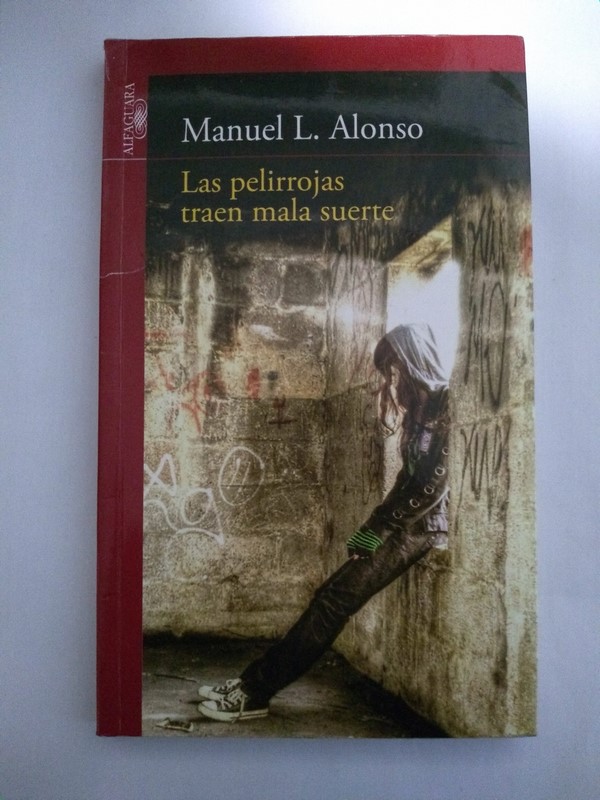 ALFAGUARA
Manuel L. Alonso
Las pelirrojas
traen mala suerte